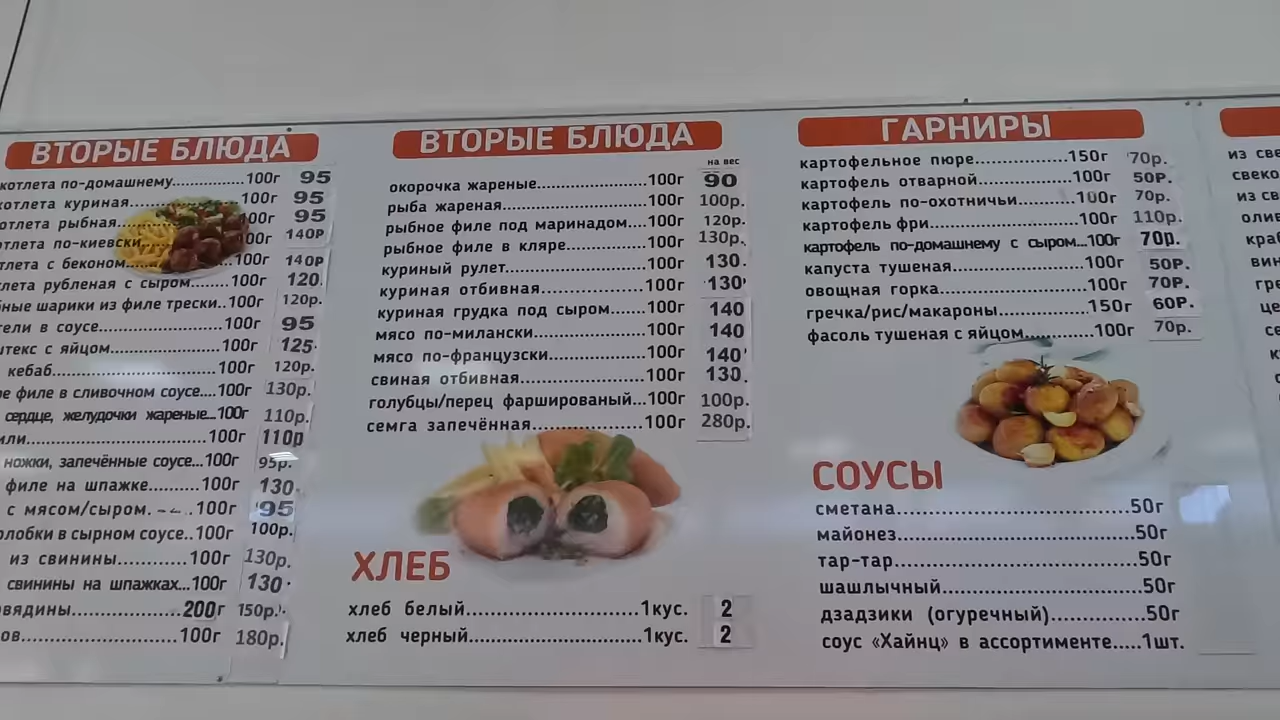 ВТОРЫЕ БЛЮДА
котлета по-домашнему...............100г 95
котлета куриная.......................100г 95
котлета рыбная........................100г 95
по-киевски................100г 140Р
с беконом.......................100г 140Р
рубленая с сыром........100г 120.
шарики из филе трески..100г 120р.
в соусе.........................100г 95
с яйцом.......................100г 125.
кебаб.................................100г 120р.
филе в сливочном соусе....100г 130р.
сердце, желудочки жареные...100г 110р.
100г 110р
ножки, запечённые соусе...100г 95р.
филе на шпажке..........100г 130.
с мясом/сыром. 100г 95
в сырном соусе..100г 100р.
из свинины...........100г 130р.
свинины на шпажках...100г 130.
200г 150р.
100г 180р.
ВТОРЫЕ БЛЮДА
на вес
окорочка жареные...................100г 90
рыба жареная.........................100г 100р.
рыбное филе под маринадом....100г 120р.
рыбное филе в кляре..............100г 130р.
куриный рулет........................100г 130.
куриная отбивная...................100г 130
куриная грудка под сыром......100г 140
мясо по-милански...................100г 140
мясо по-французски................100г 140
свиная отбивная.....................100г 130.
голубцы/перец фаршированый...100г 100р.
семга запечённая...................100г 280р.
ХЛЕБ
хлеб белый...............................1кус. 2
хлеб черный..............................1кус. 2
ГАРНИРЫ
картофельное пюре..................150г 70р.
картофель отварной..................100г 50Р.
картофель по-охотничьи...........100г 70р.
картофель фри..........................100г 110р.
картофель по-домашнему с сыром...100г 70р.
капуста тушеная.......................100г 50Р.
овощная горка..........................100г 70Р.
гречка/рис/макароны...............150г 60Р.
фасоль тушеная с яйцом............100г 70р.
СОУСЫ
сметана......................................50г
майонез......................................50г
тар-тар.......................................50г
шашлычный................................50г
дзадзики (огуречный)................50г
соус «Хайнц» в ассортименте.....1шт.